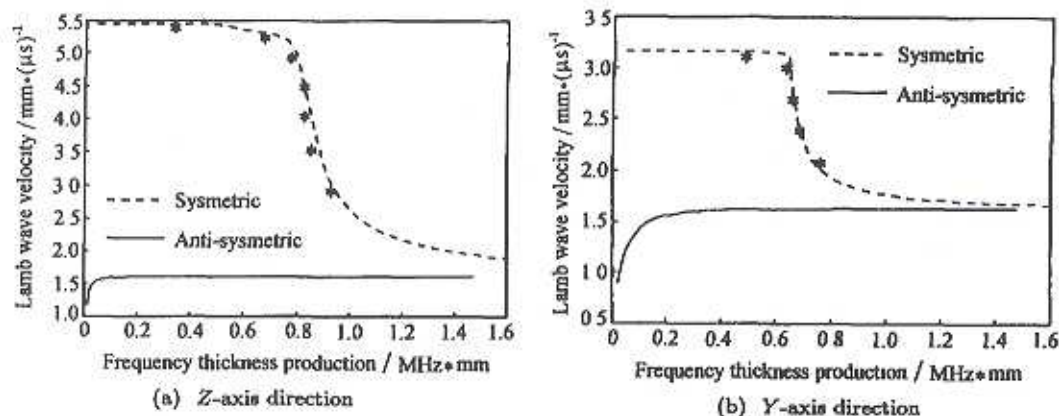 Lamb wave velocity / mm•(μs)⁻¹
5.5
5.0
4.5
4.0
3.5
3 0
2.5
2.0
1.5
1.0
Sysmetric
Anti-sysmetric
0 0.2 0.4 0.6 0.8 1.0 1.2 1.4 1.6
Frequency thickness production / MHz*mm
(a) Z-axis direction
Lamb wave velocity / mm•(μs)⁻¹
3 5
3.0
2.5
2.0
1.5
1 0
0 5
Sysmetric
Anti-sysmetric
0 0.2 0.4 0.6 0.8 1.0 1.2 1.4 1.6
Frequency thickness production / MHz*mm
(b) Y-axis direction